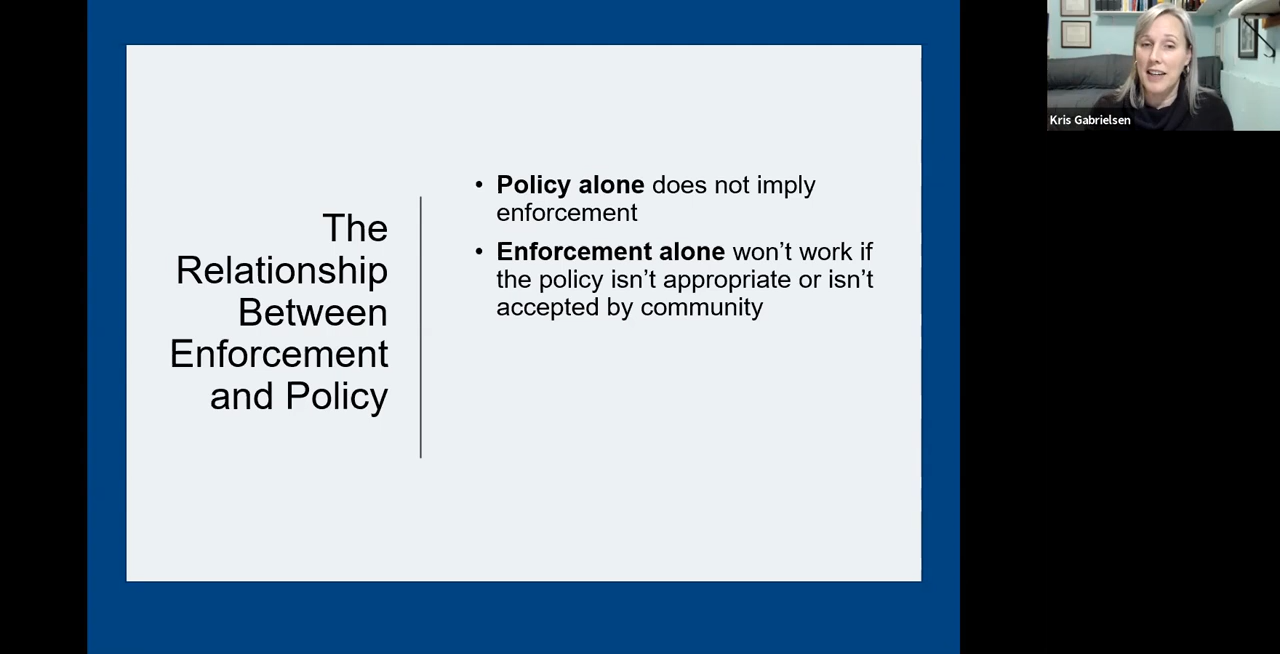 The
Relationship
Between
Enforcement
and Policy
• Policy alone does not imply
enforcement
• Enforcement alone won’t work if
the policy isn’t appropriate or isn’t
accepted by community
Kris Gabrielsen